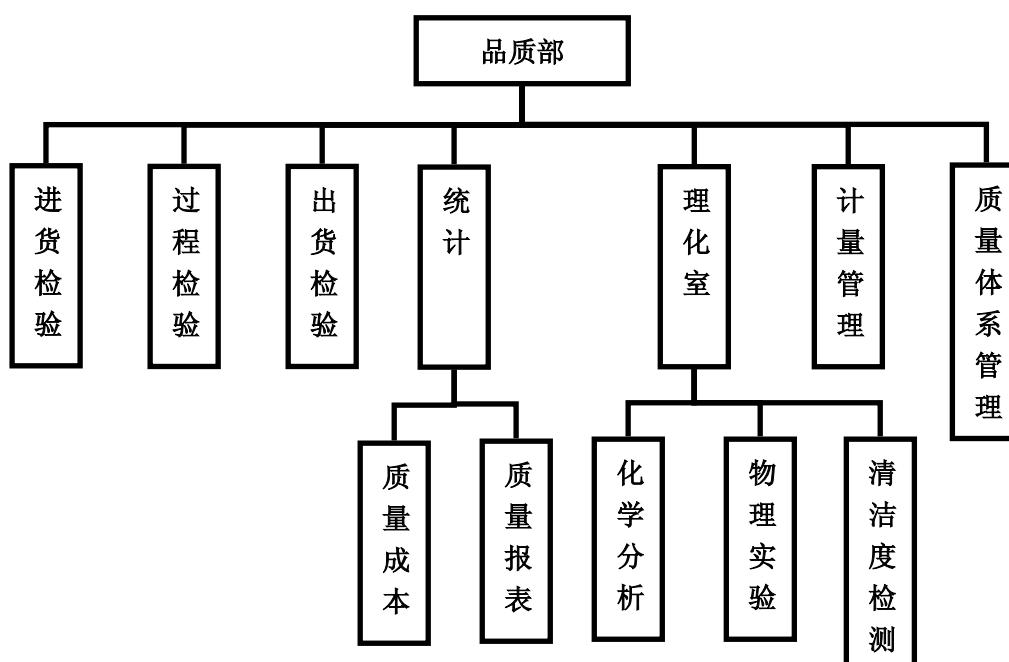 品质部
进货检验
过程检验
出货检验
统计
理化室
计量管理
质量体系管理
质量成本
质量报表
化学分析
物理实验
清洁度检测